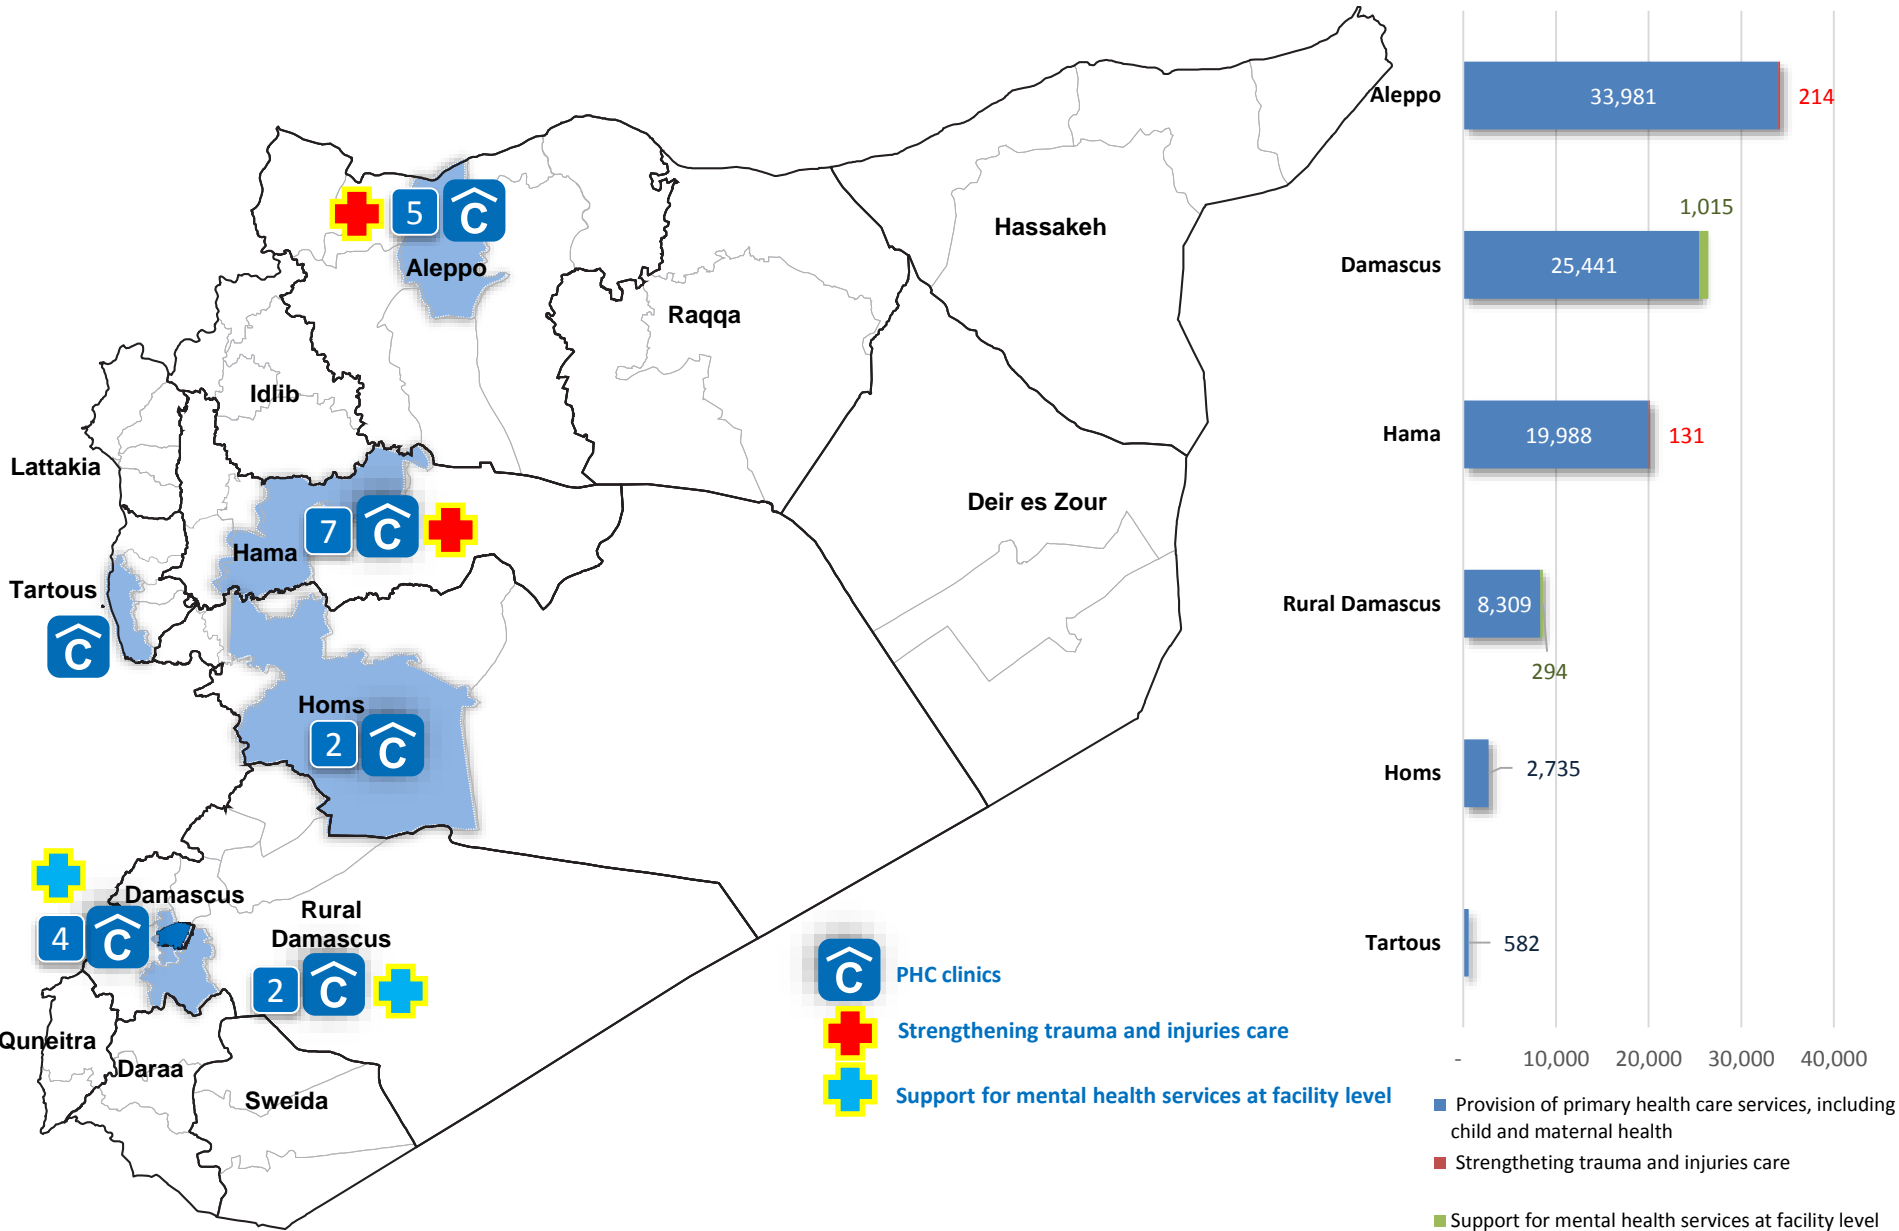 5
C
Aleppo
Hassakeh
Raqqa
Idlib
Lattakia
Deir es Zour
7
C
Hama
Tartous
C
Homs
2
C
Damascus
4
C
Rural
Damascus
2
C
Quneitra
Daraa
Sweida
C
PHC clinics
Strengthening trauma and injuries care
Support for mental health services at facility level
Aleppo
33,981
214
1,015
Damascus
25,441
Hama
19,988
131
Rural Damascus
8,309
294
Homs
2,735
Tartous
582
- 10,000 20,000 30,000 40,000
Provision of primary health care services, including
child and maternal health
Strengtheting trauma and injuries care
Support for mental health services at facility level